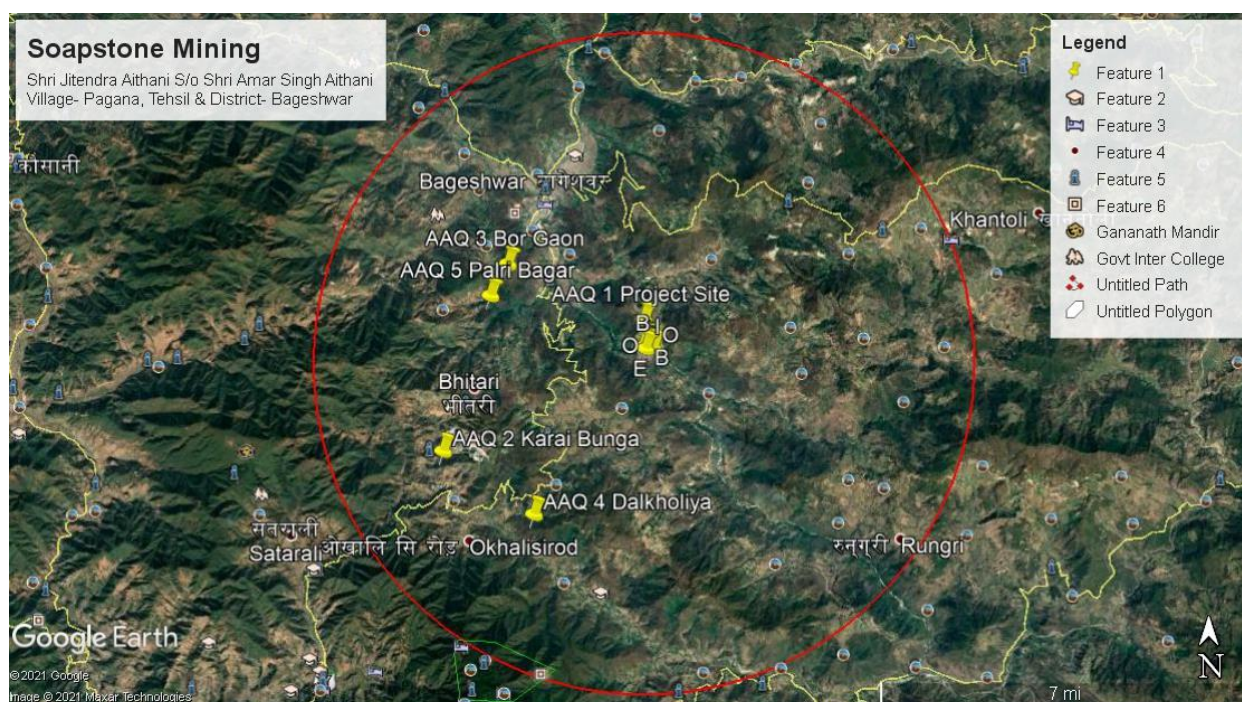 Soapstone Mining
Shri Jitendra Aithani S/o Shri Amar Singh Aithani
Village- Pagana, Tehsil & District- Bageshwar
Legend
Feature 1
Feature 2
Feature 3
Feature 4
Feature 5
Feature 6
Gananath Mandir
Govt Inter College
Untitled Path
Untitled Polygon
कौसानी
Bageshwar बागेश्वर
Khantoli
AAQ 3 Bor Gaon
AAQ 5 Palri Bagar
AAQ 1 Project Site
B
I
O
O
B
E
Bhitari
भीतरी
AAQ 2 Karai Bunga
AAQ 4 Dalkholiya
सतराली
Satarali
ओखालि सि रोड़ Okhalisirod
रुनगरी Rungri
Google Earth
© 2021 Google
Image © 2021 Maxar Technologies
7 mi
N